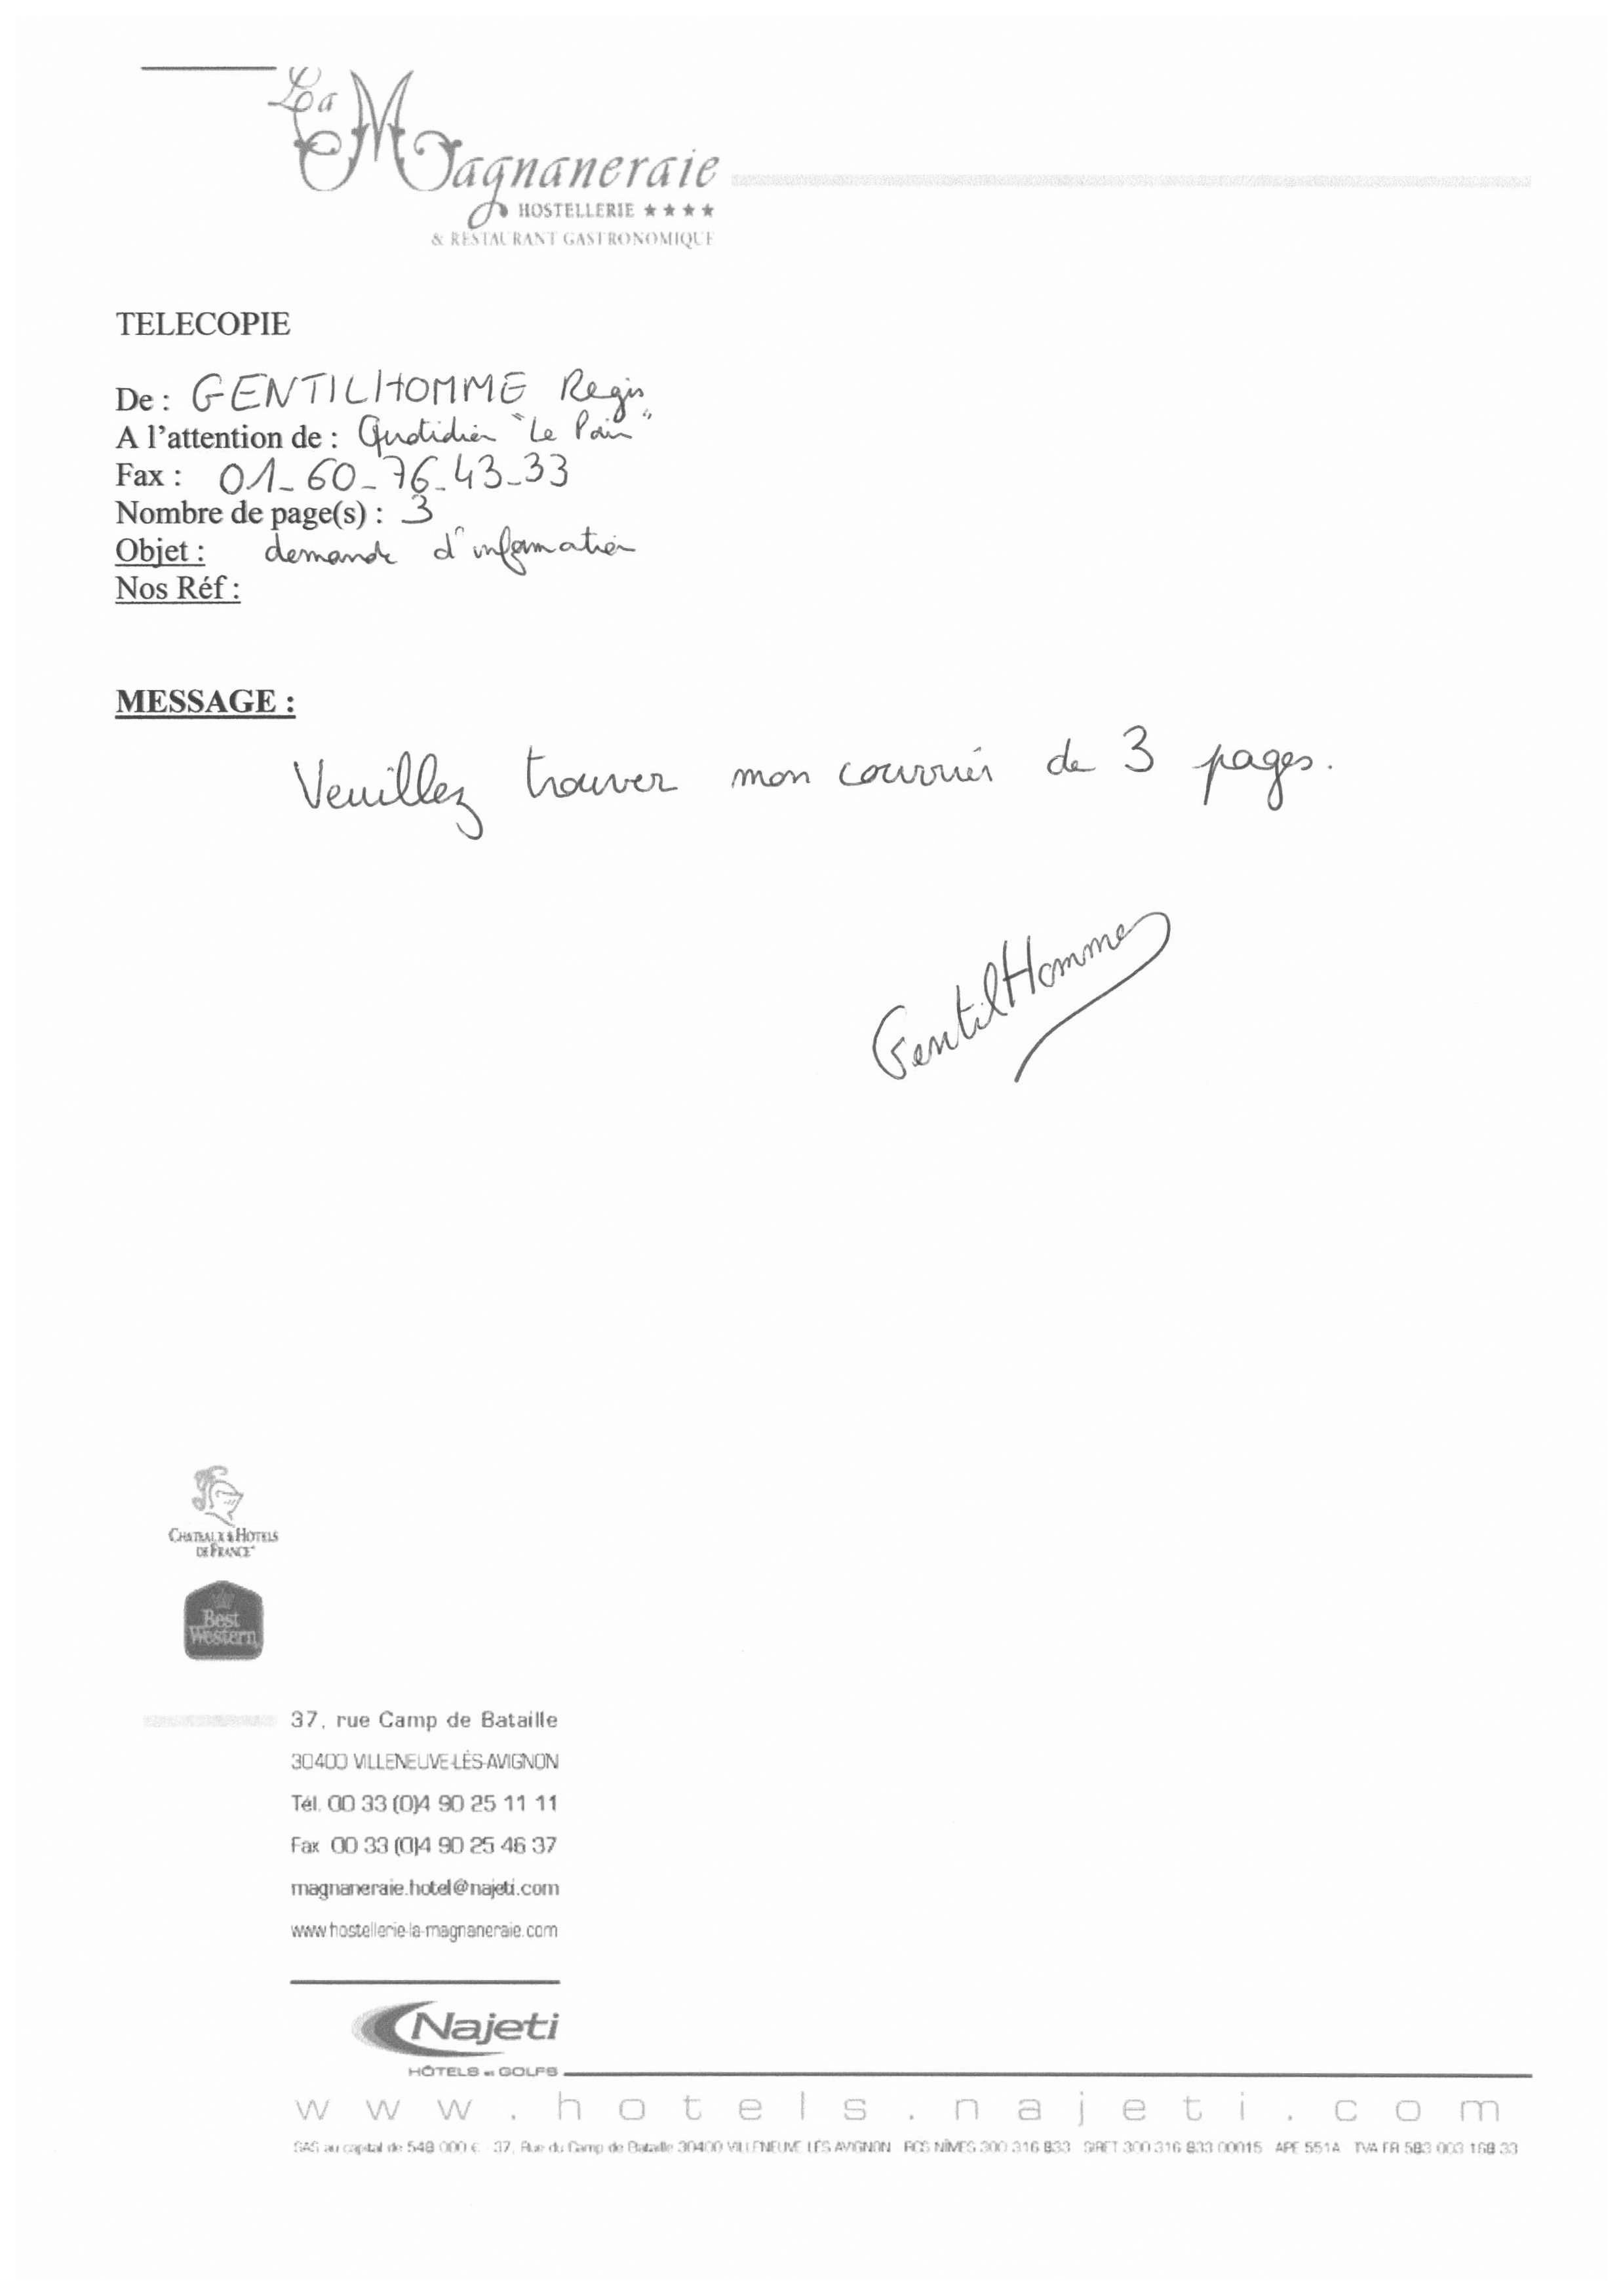 La Magnaneraie
HOSTELLERIE ★★★★
& RESTAURANT GASTRONOMIQUE
TELECOPIE
De : GENTILHOMME Regis
A l'attention de : Quotidien "Le Pain"
Fax : 01_60_76_43_33
Nombre de page(s) : 3
Objet : demande d'information
Nos Réf :
MESSAGE :
Veuillez trouver mon courrier de 3 pages.
GentilHomme
CHATEAUX & HOTELS
DE FRANCE
Best
Western
37, rue Camp de Bataille
30400 VILLENEUVE-LÈS-AVIGNON
Tél. 00 33 (0)4 90 25 11 11
Fax 00 33 (0)4 90 25 46 37
magnaneraie.hotel@najeti.com
www.hostellerie-la-magnaneraie.com
Najeti
HÔTELS et GOLFS
www.hotels.najeti.com
SAS au capital de 548 000 € 37, Rue du Camp de Bataille 30400 VILLENEUVE LÈS AVIGNON RCS NÎMES 300 316 833 SIRET 300 316 833 00015 APE 551A TVA FR 583 003 168 33